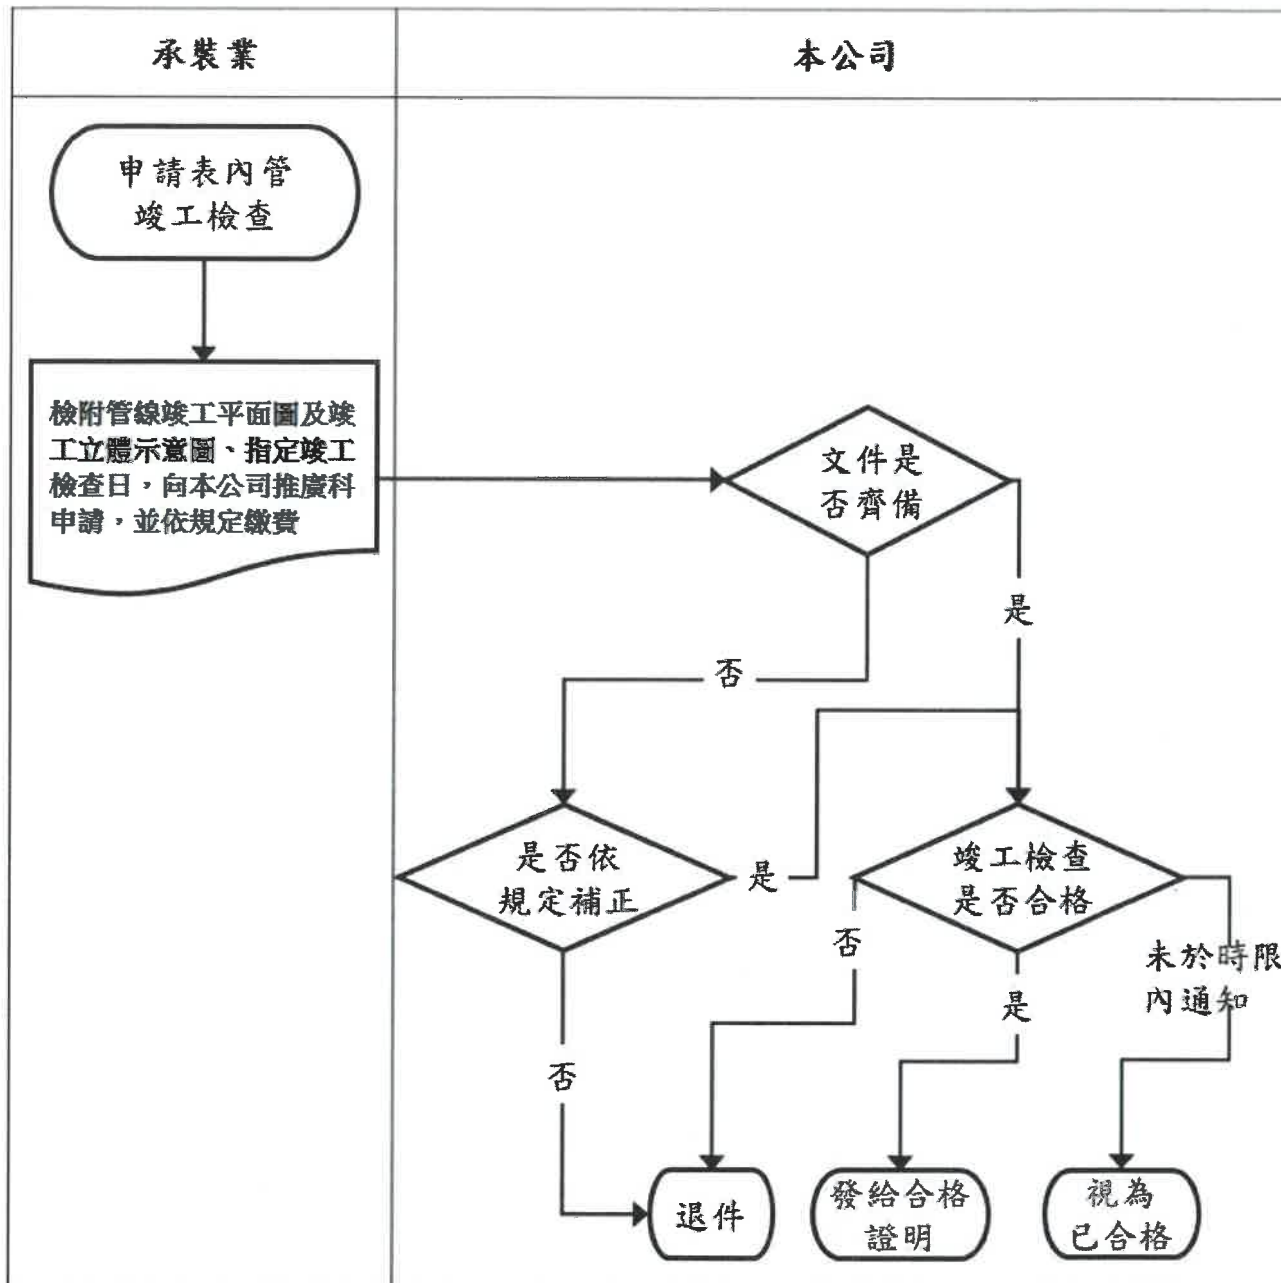 承裝業
本公司
申請表內管
竣工檢查
檢附管線竣工平面圖及竣
工立體示意圖、指定竣工
檢查日，向本公司推廣科
申請，並依規定繳費
文件是
否齊備
是
否
是否依
規定補正
是
竣工檢查
是否合格
否
未於時限
內通知
是
否
退件
發給合格
證明
視為
已合格